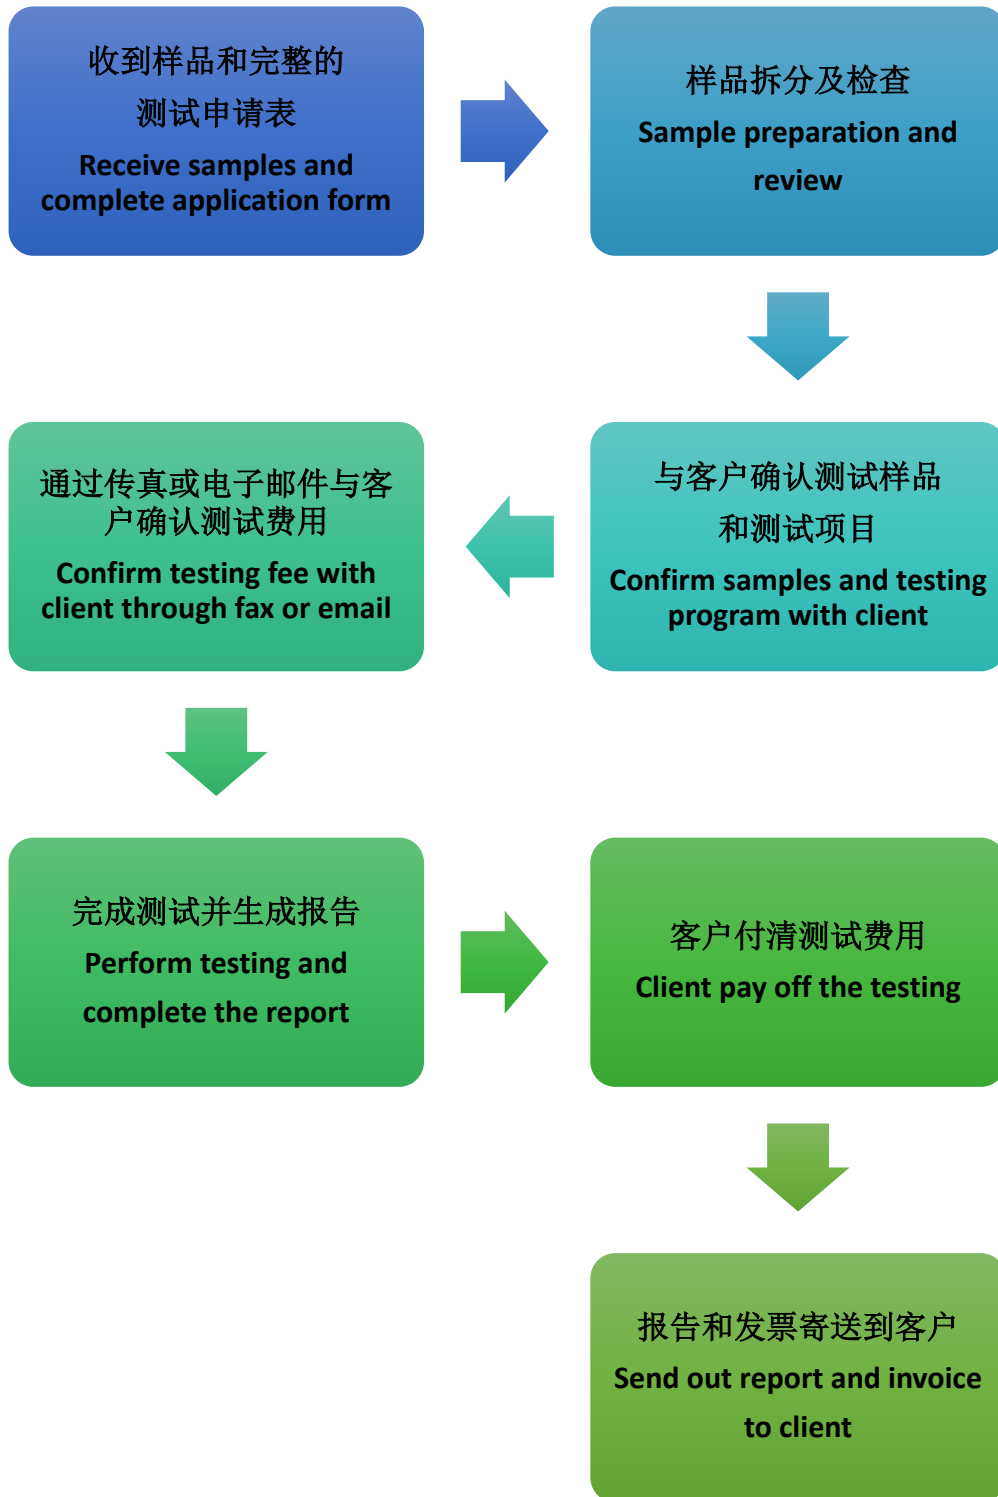 收到样品和完整的
测试申请表
Receive samples and
complete application form
样品拆分及检查
Sample preparation and
review
与客户确认测试样品
和测试项目
Confirm samples and testing
program with client
通过传真或电子邮件与客
户确认测试费用
Confirm testing fee with
client through fax or email
完成测试并生成报告
Perform testing and
complete the report
客户付清测试费用
Client pay off the testing
报告和发票寄送到客户
Send out report and invoice
to client